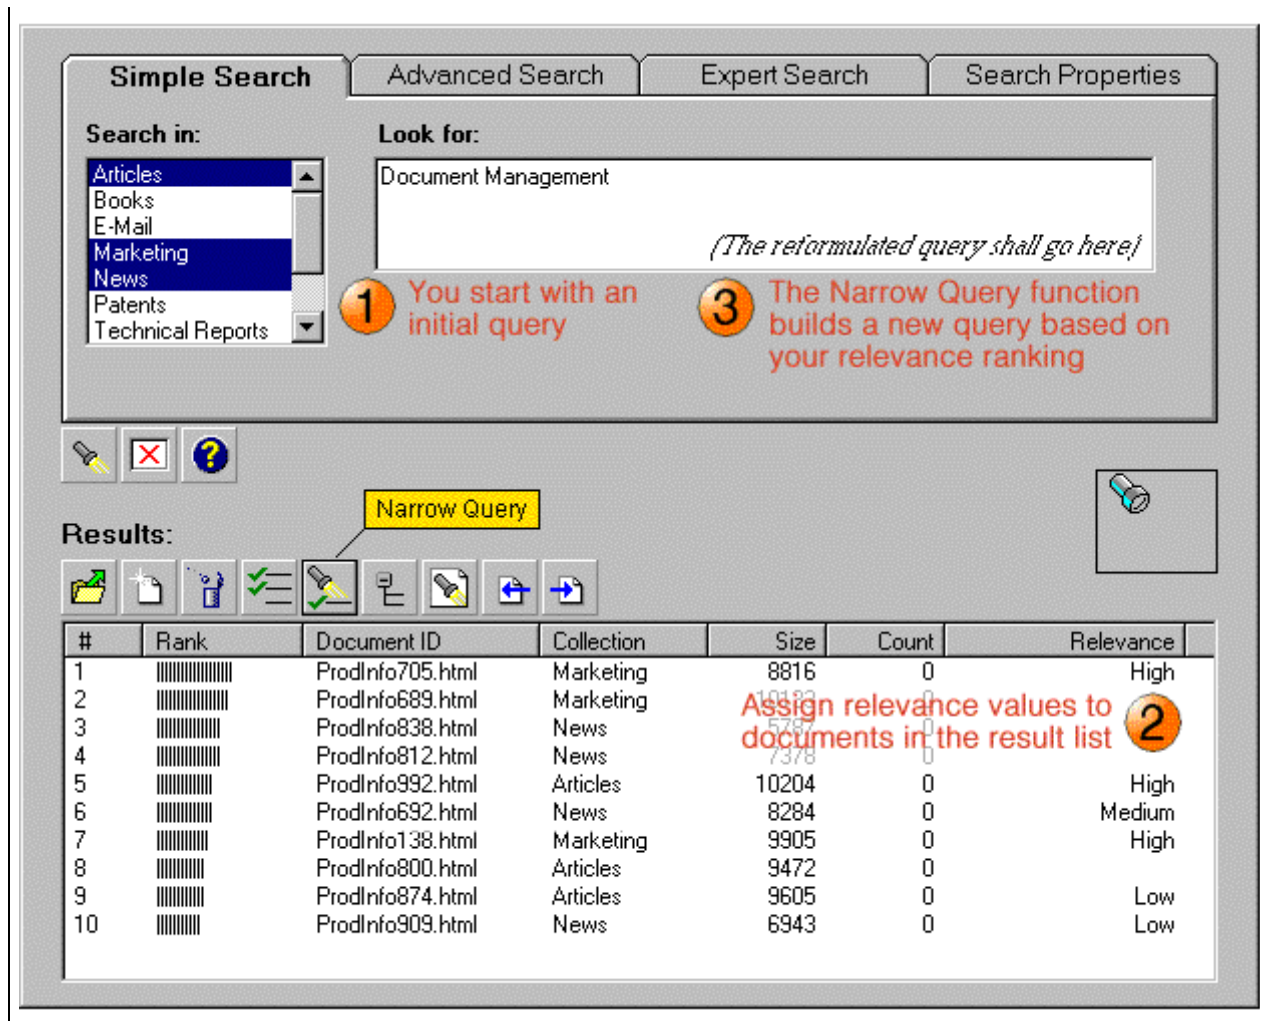 Simple Search Advanced Search Expert Search Search Properties
Search in: Look for:
Articles
Books
E-Mail
Marketing
News
Patents
Technical Reports
Document Management
(The reformulated query shall go here)
1 You start with an
initial query
3 The Narrow Query function
builds a new query based on
your relevance ranking
?
Narrow Query
Results:
# Rank Document ID Collection Size Count Relevance
1 ProdInfo705.html Marketing 8816 0 High
2 ProdInfo689.html Marketing
3 ProdInfo838.html News
4 ProdInfo812.html News 7378 0
Assign relevance values to
documents in the result list 2
5 ProdInfo992.html Articles 10204 0 High
6 ProdInfo692.html News 8284 0 Medium
7 ProdInfo138.html Marketing 9905 0 High
8 ProdInfo800.html Articles 9472 0
9 ProdInfo874.html Articles 9605 0 Low
10 ProdInfo909.html News 6943 0 Low